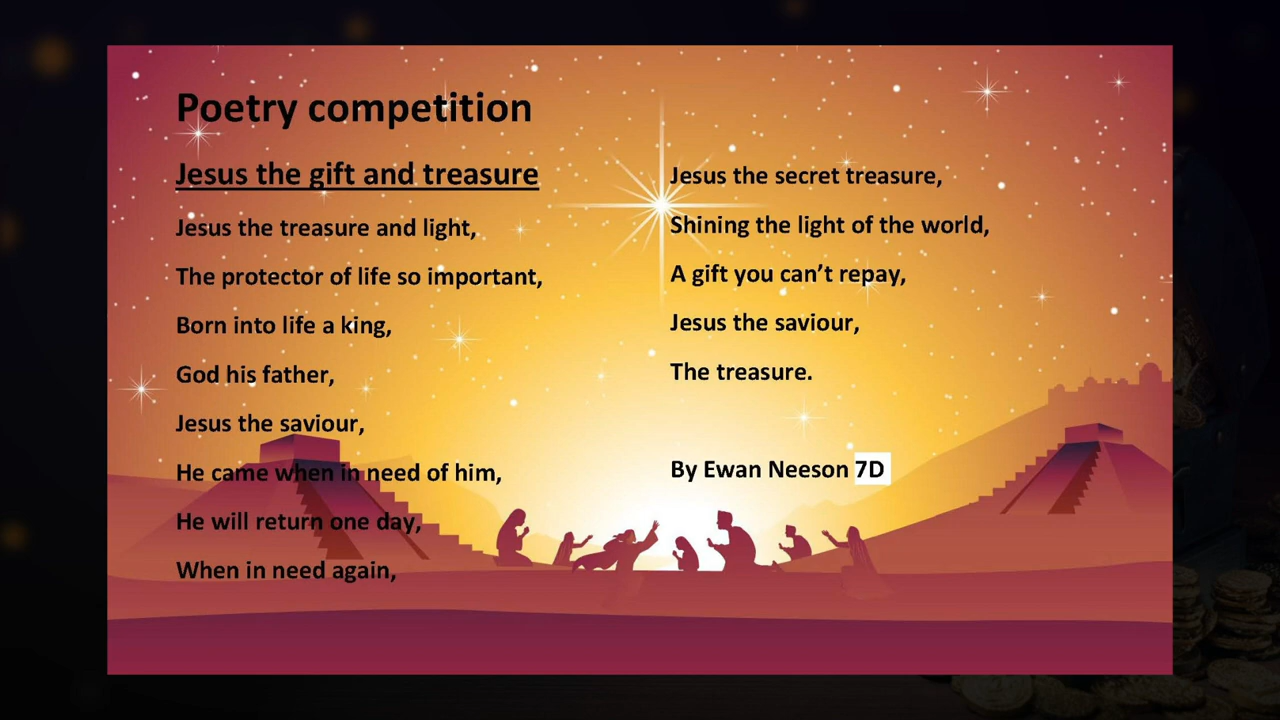 Poetry competition
Jesus the gift and treasure
Jesus the treasure and light,
The protector of life so important,
Born into life a king,
God his father,
Jesus the saviour,
He came when in need of him,
He will return one day,
When in need again,
Jesus the secret treasure,
Shining the light of the world,
A gift you can’t repay,
Jesus the saviour,
The treasure.
By Ewan Neeson 7D